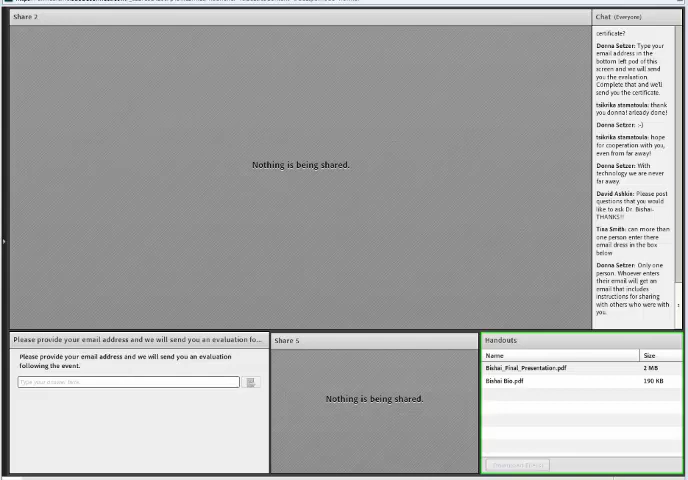 Share 2
Nothing is being shared.
Chat (Everyone)
certificate?
Donna Setzer: Type your
email address in the
bottom left pod of this
screen and we will send
you the evaluation.
Complete that and we'll
send you the certificate.
tsikrika stamatoula: thank
you donna! arleady done!
Donna Setzer: :-)
tsikrika stamatoula: hope
for cooperation with you,
even from far away!
Donna Setzer: With
technology we are never
far away.
David Ashkin: Please post
questions that you would
like to ask Dr. Bishai-
THANKS!!!
Tina Smith: can more than
one person enter there
email dress in the box
below
Donna Setzer: Only one
person. Whoever enters
their email will get an
email that includes
instructions for sharing
with others who were with
you.
Please provide your email address and we will send you an evaluation fo...
Please provide your email address and we will send you an evaluation
following the event.
Type your answer here.
Share 5
Nothing is being shared.
Handouts
Name Size
Bishai_Final_Presentation.pdf 2 MB
Bishai Bio.pdf 190 KB